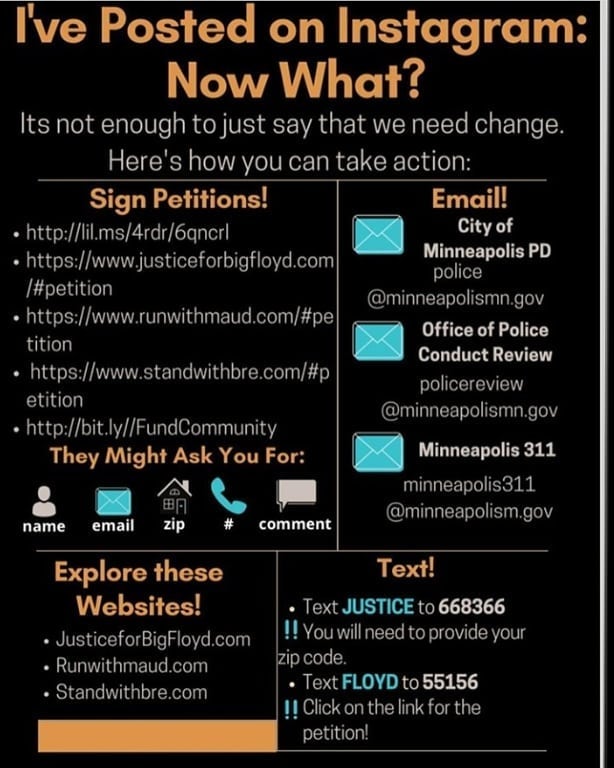 I've Posted on Instagram:
Now What?
Its not enough to just say that we need change.
Here's how you can take action:
Sign Petitions!
• http://lil.ms/4rdr/6qncrl
• https://www.justiceforbigfloyd.com
/#petition
• https://www.runwithmaud.com/#pe
tition
• https://www.standwithbre.com/#p
etition
• http://bit.ly//FundCommunity
They Might Ask You For:
name
email
zip
#
comment
Email!
City of
Minneapolis PD
police
@minneapolismn.gov
Office of Police
Conduct Review
policereview
@minneapolismn.gov
Minneapolis 311
minneapolis311
@minneapolism.gov
Explore these
Websites!
• JusticeforBigFloyd.com
• Runwithmaud.com
• Standwithbre.com
Text!
• Text JUSTICE to 668366
!! You will need to provide your
zip code.
• Text FLOYD to 55156
!! Click on the link for the
petition!